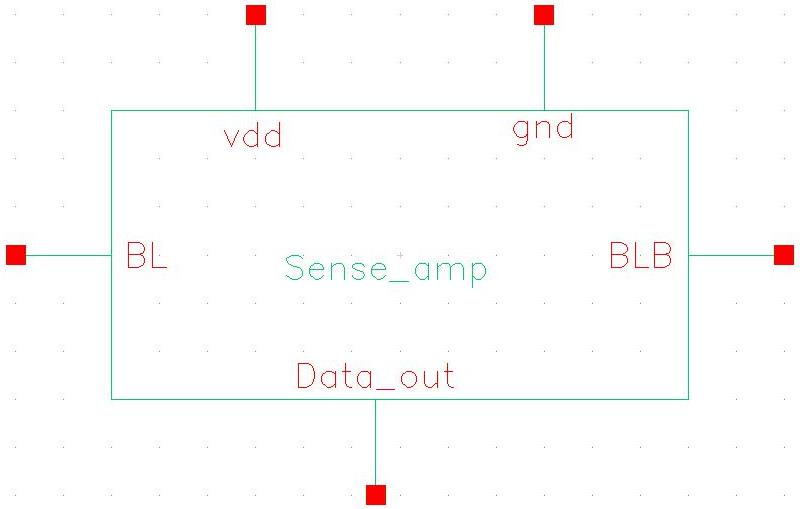 vdd
gnd
BL
Sense_amp
BLB
Data_out